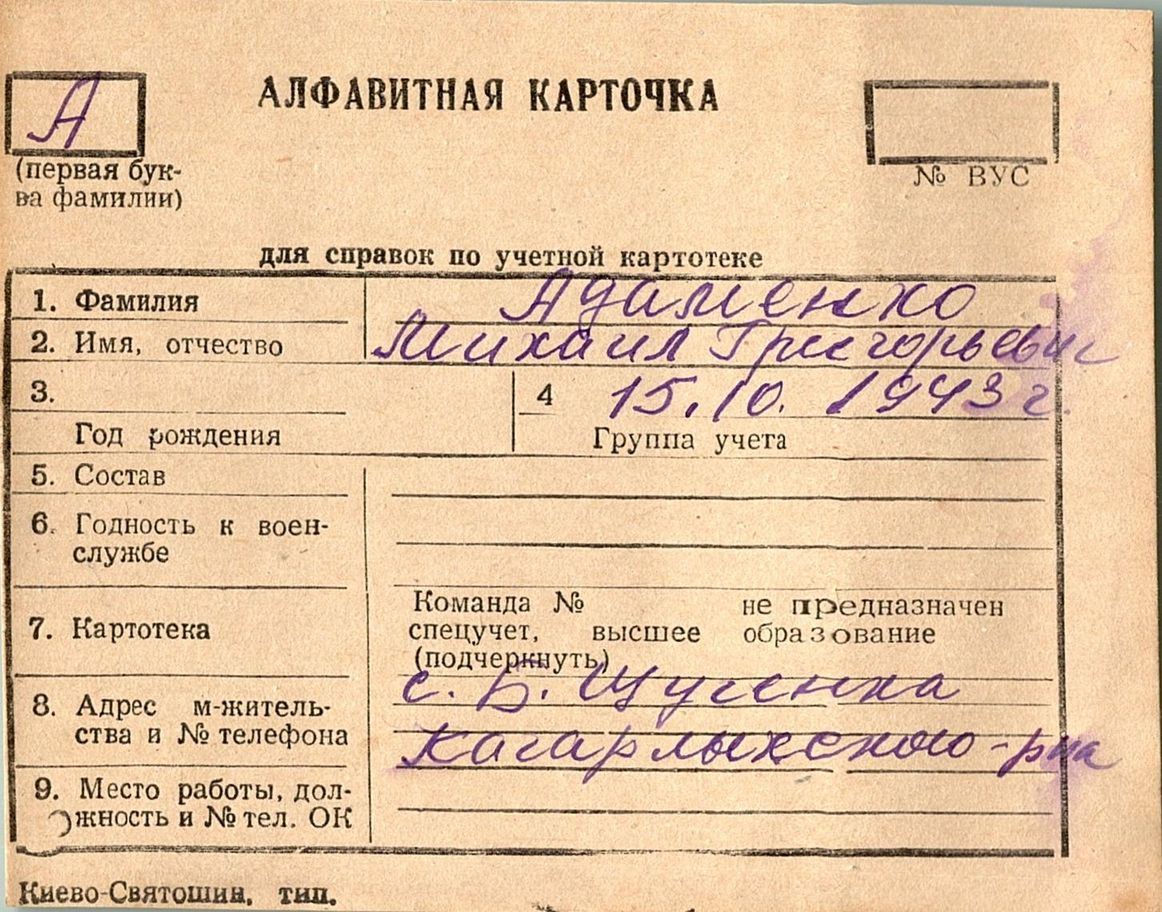 А
АЛФАВИТНАЯ КАРТОЧКА
(первая бук-
ва фамилии)
№ ВУС
для справок по учетной картотеке
1. Фамилия Адаменко
2. Имя, отчество Михаил Григорьевич
3. 4 15.10.1943 г.
Год рождения Группа учета
5. Состав
6. Годность к воен-
службе
7. Картотека
Команда № не предназначен
спецучет, высшее образование
(подчеркнуть)
8. Адрес м-житель-
ства и № телефона
с. Б. Щученка
Кагарлыкского р-на
9. Место работы, дол-
жность и № тел. ОК
Киево-Святошин. тип.